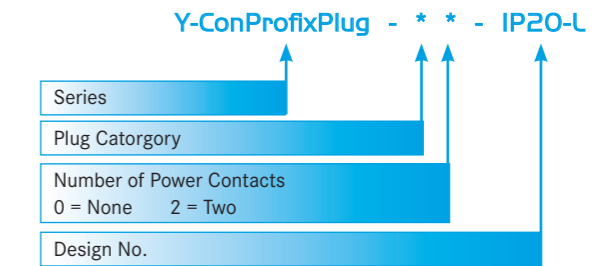 Y-ConProfixPlug - * * - IP20-L
Series
Plug Catorgory
Number of Power Contacts
0 = None 2 = Two
Design No.